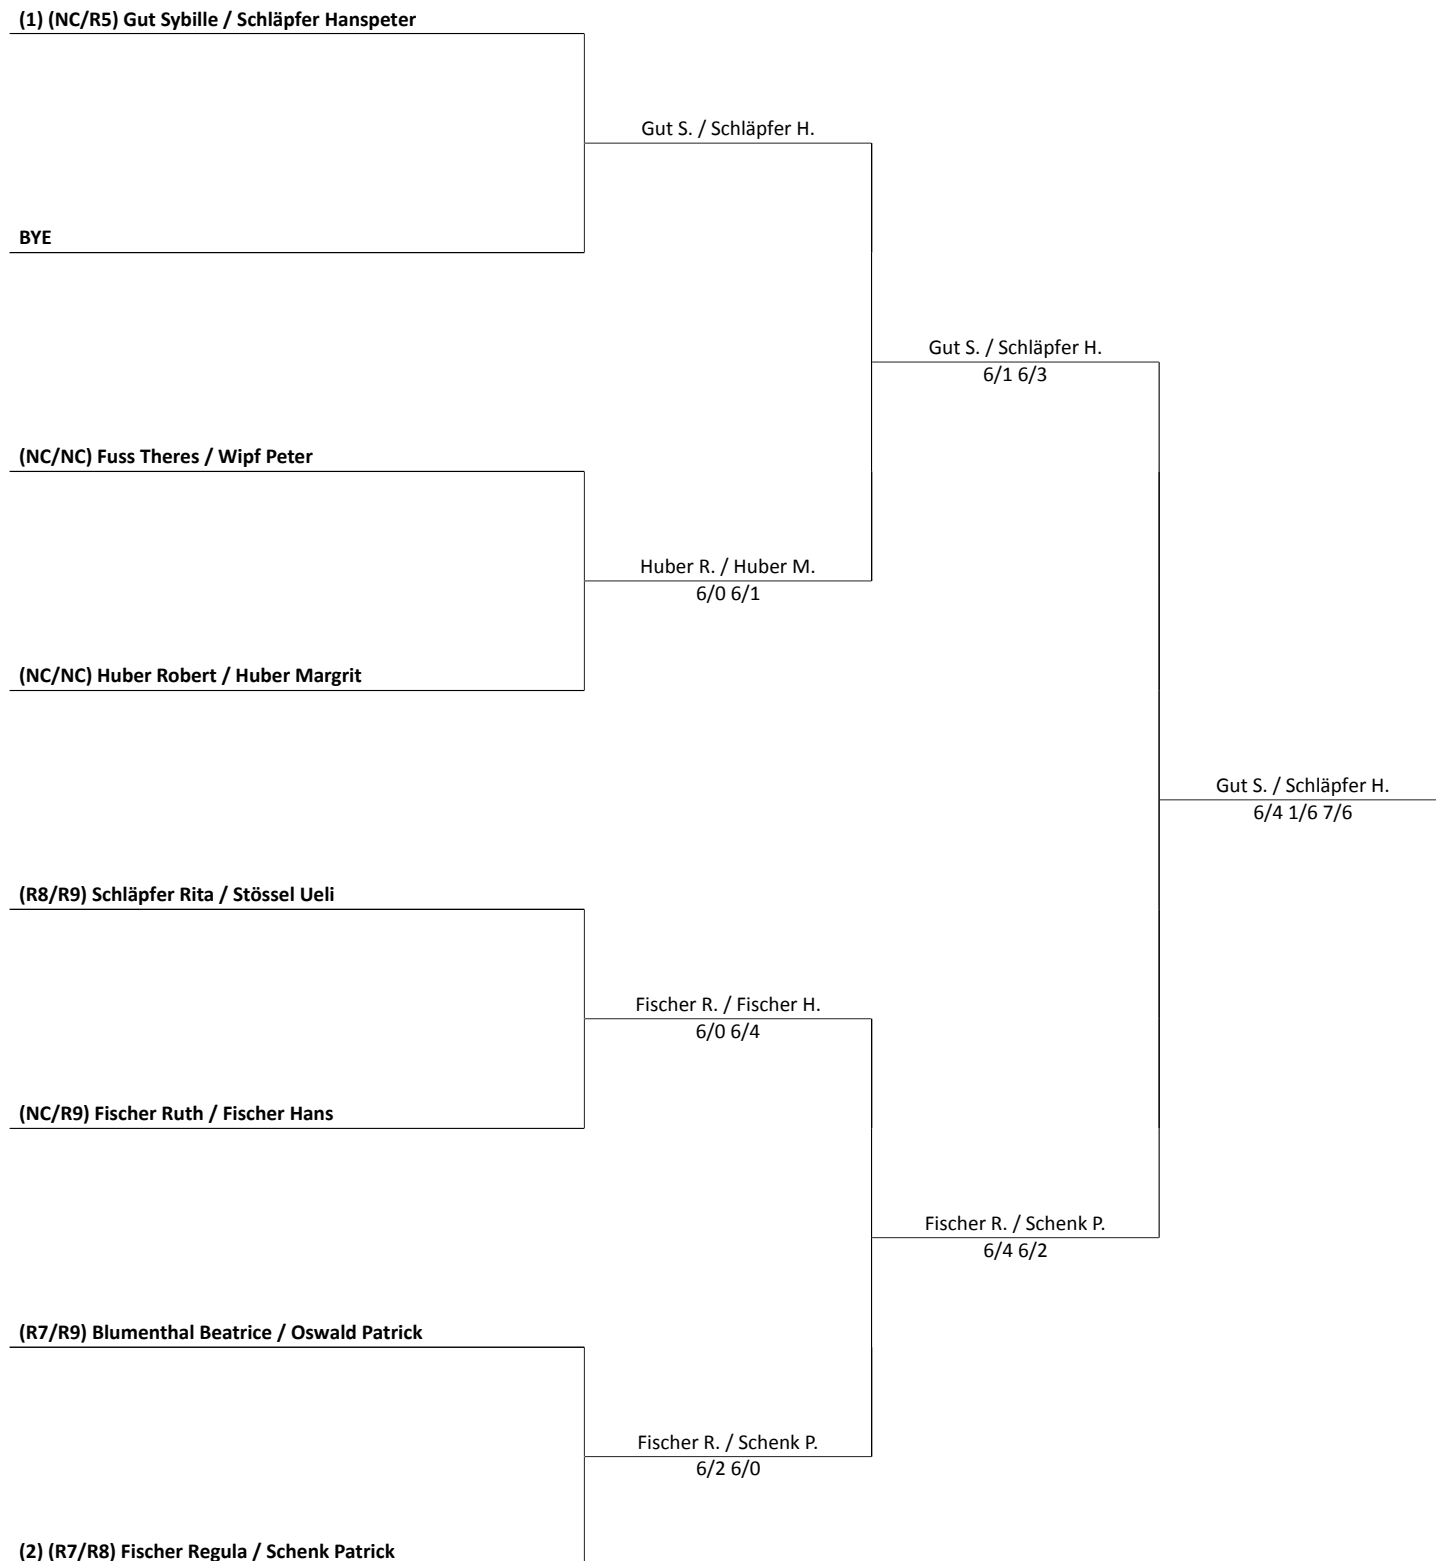 (1) (NC/R5) Gut Sybille / Schläpfer Hanspeter
Gut S. / Schläpfer H.
BYE
Gut S. / Schläpfer H.
6/1 6/3
(NC/NC) Fuss Theres / Wipf Peter
Huber R. / Huber M.
6/0 6/1
(NC/NC) Huber Robert / Huber Margrit
Gut S. / Schläpfer H.
6/4 1/6 7/6
(R8/R9) Schläpfer Rita / Stössel Ueli
Fischer R. / Fischer H.
6/0 6/4
(NC/R9) Fischer Ruth / Fischer Hans
Fischer R. / Schenk P.
6/4 6/2
(R7/R9) Blumenthal Beatrice / Oswald Patrick
Fischer R. / Schenk P.
6/2 6/0
(2) (R7/R8) Fischer Regula / Schenk Patrick